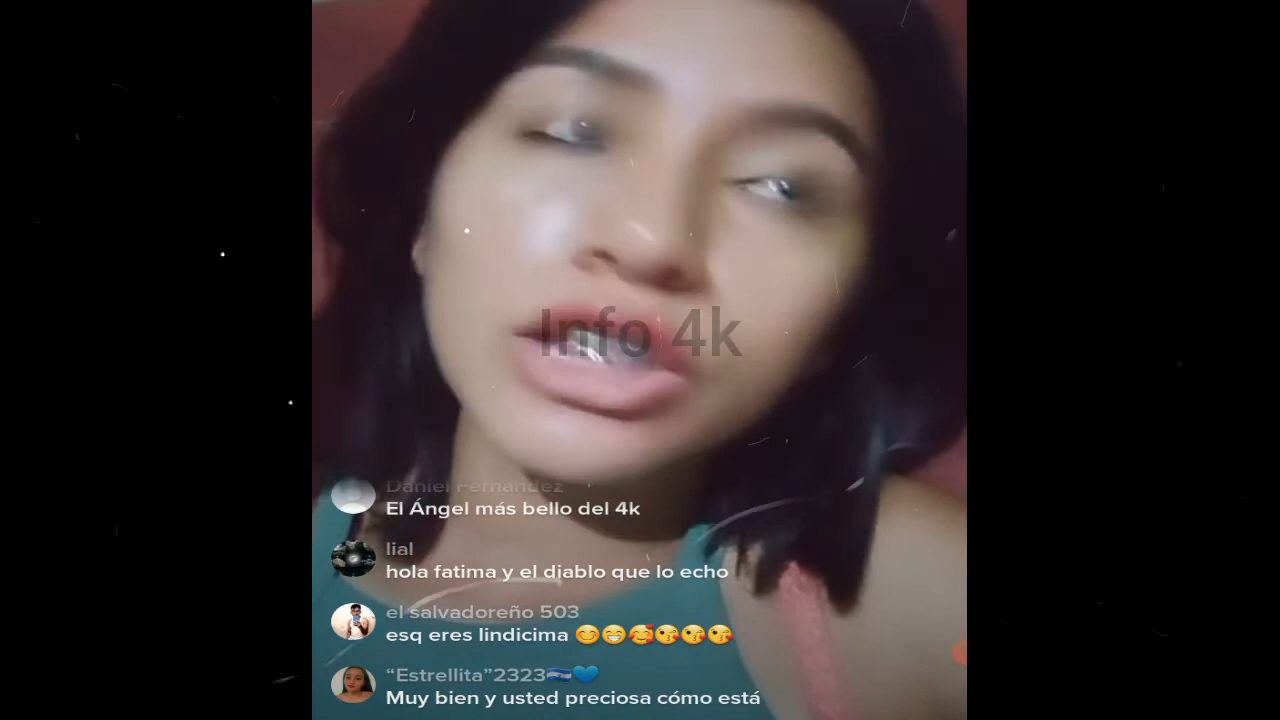 Info 4k
Daniel Fernandez
El Ángel más bello del 4k
lial
hola fatima y el diablo que lo echo
el salvadoreño 503
esq eres lindicima 😊😁🥰😘😘😘
“Estrellita”2323🇸🇻💙
Muy bien y usted preciosa cómo está